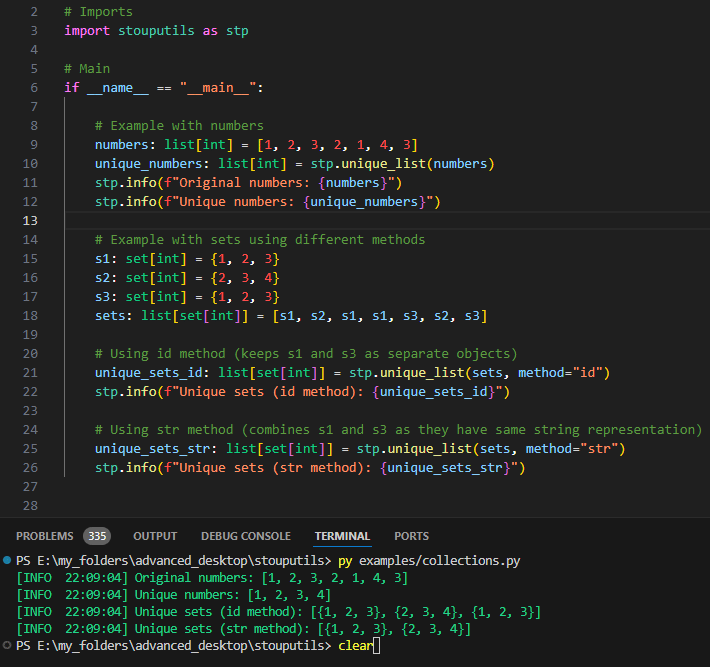 2 # Imports
3 import stouputils as stp
4
5 # Main
6 if __name__ == "__main__":
7
8     # Example with numbers
9     numbers: list[int] = [1, 2, 3, 2, 1, 4, 3]
10     unique_numbers: list[int] = stp.unique_list(numbers)
11     stp.info(f"Original numbers: {numbers}")
12     stp.info(f"Unique numbers: {unique_numbers}")
13
14     # Example with sets using different methods
15     s1: set[int] = {1, 2, 3}
16     s2: set[int] = {2, 3, 4}
17     s3: set[int] = {1, 2, 3}
18     sets: list[set[int]] = [s1, s2, s1, s1, s3, s2, s3]
19
20     # Using id method (keeps s1 and s3 as separate objects)
21     unique_sets_id: list[set[int]] = stp.unique_list(sets, method="id")
22     stp.info(f"Unique sets (id method): {unique_sets_id}")
23
24     # Using str method (combines s1 and s3 as they have same string representation)
25     unique_sets_str: list[set[int]] = stp.unique_list(sets, method="str")
26     stp.info(f"Unique sets (str method): {unique_sets_str}")
27
28
PROBLEMS 335 OUTPUT DEBUG CONSOLE TERMINAL PORTS
PS E:\my_folders\advanced_desktop\stouputils> py examples/collections.py
[INFO  22:09:04] Original numbers: [1, 2, 3, 2, 1, 4, 3]
[INFO  22:09:04] Unique numbers: [1, 2, 3, 4]
[INFO  22:09:04] Unique sets (id method): [{1, 2, 3}, {2, 3, 4}, {1, 2, 3}]
[INFO  22:09:04] Unique sets (str method): [{1, 2, 3}, {2, 3, 4}]
PS E:\my_folders\advanced_desktop\stouputils> clear